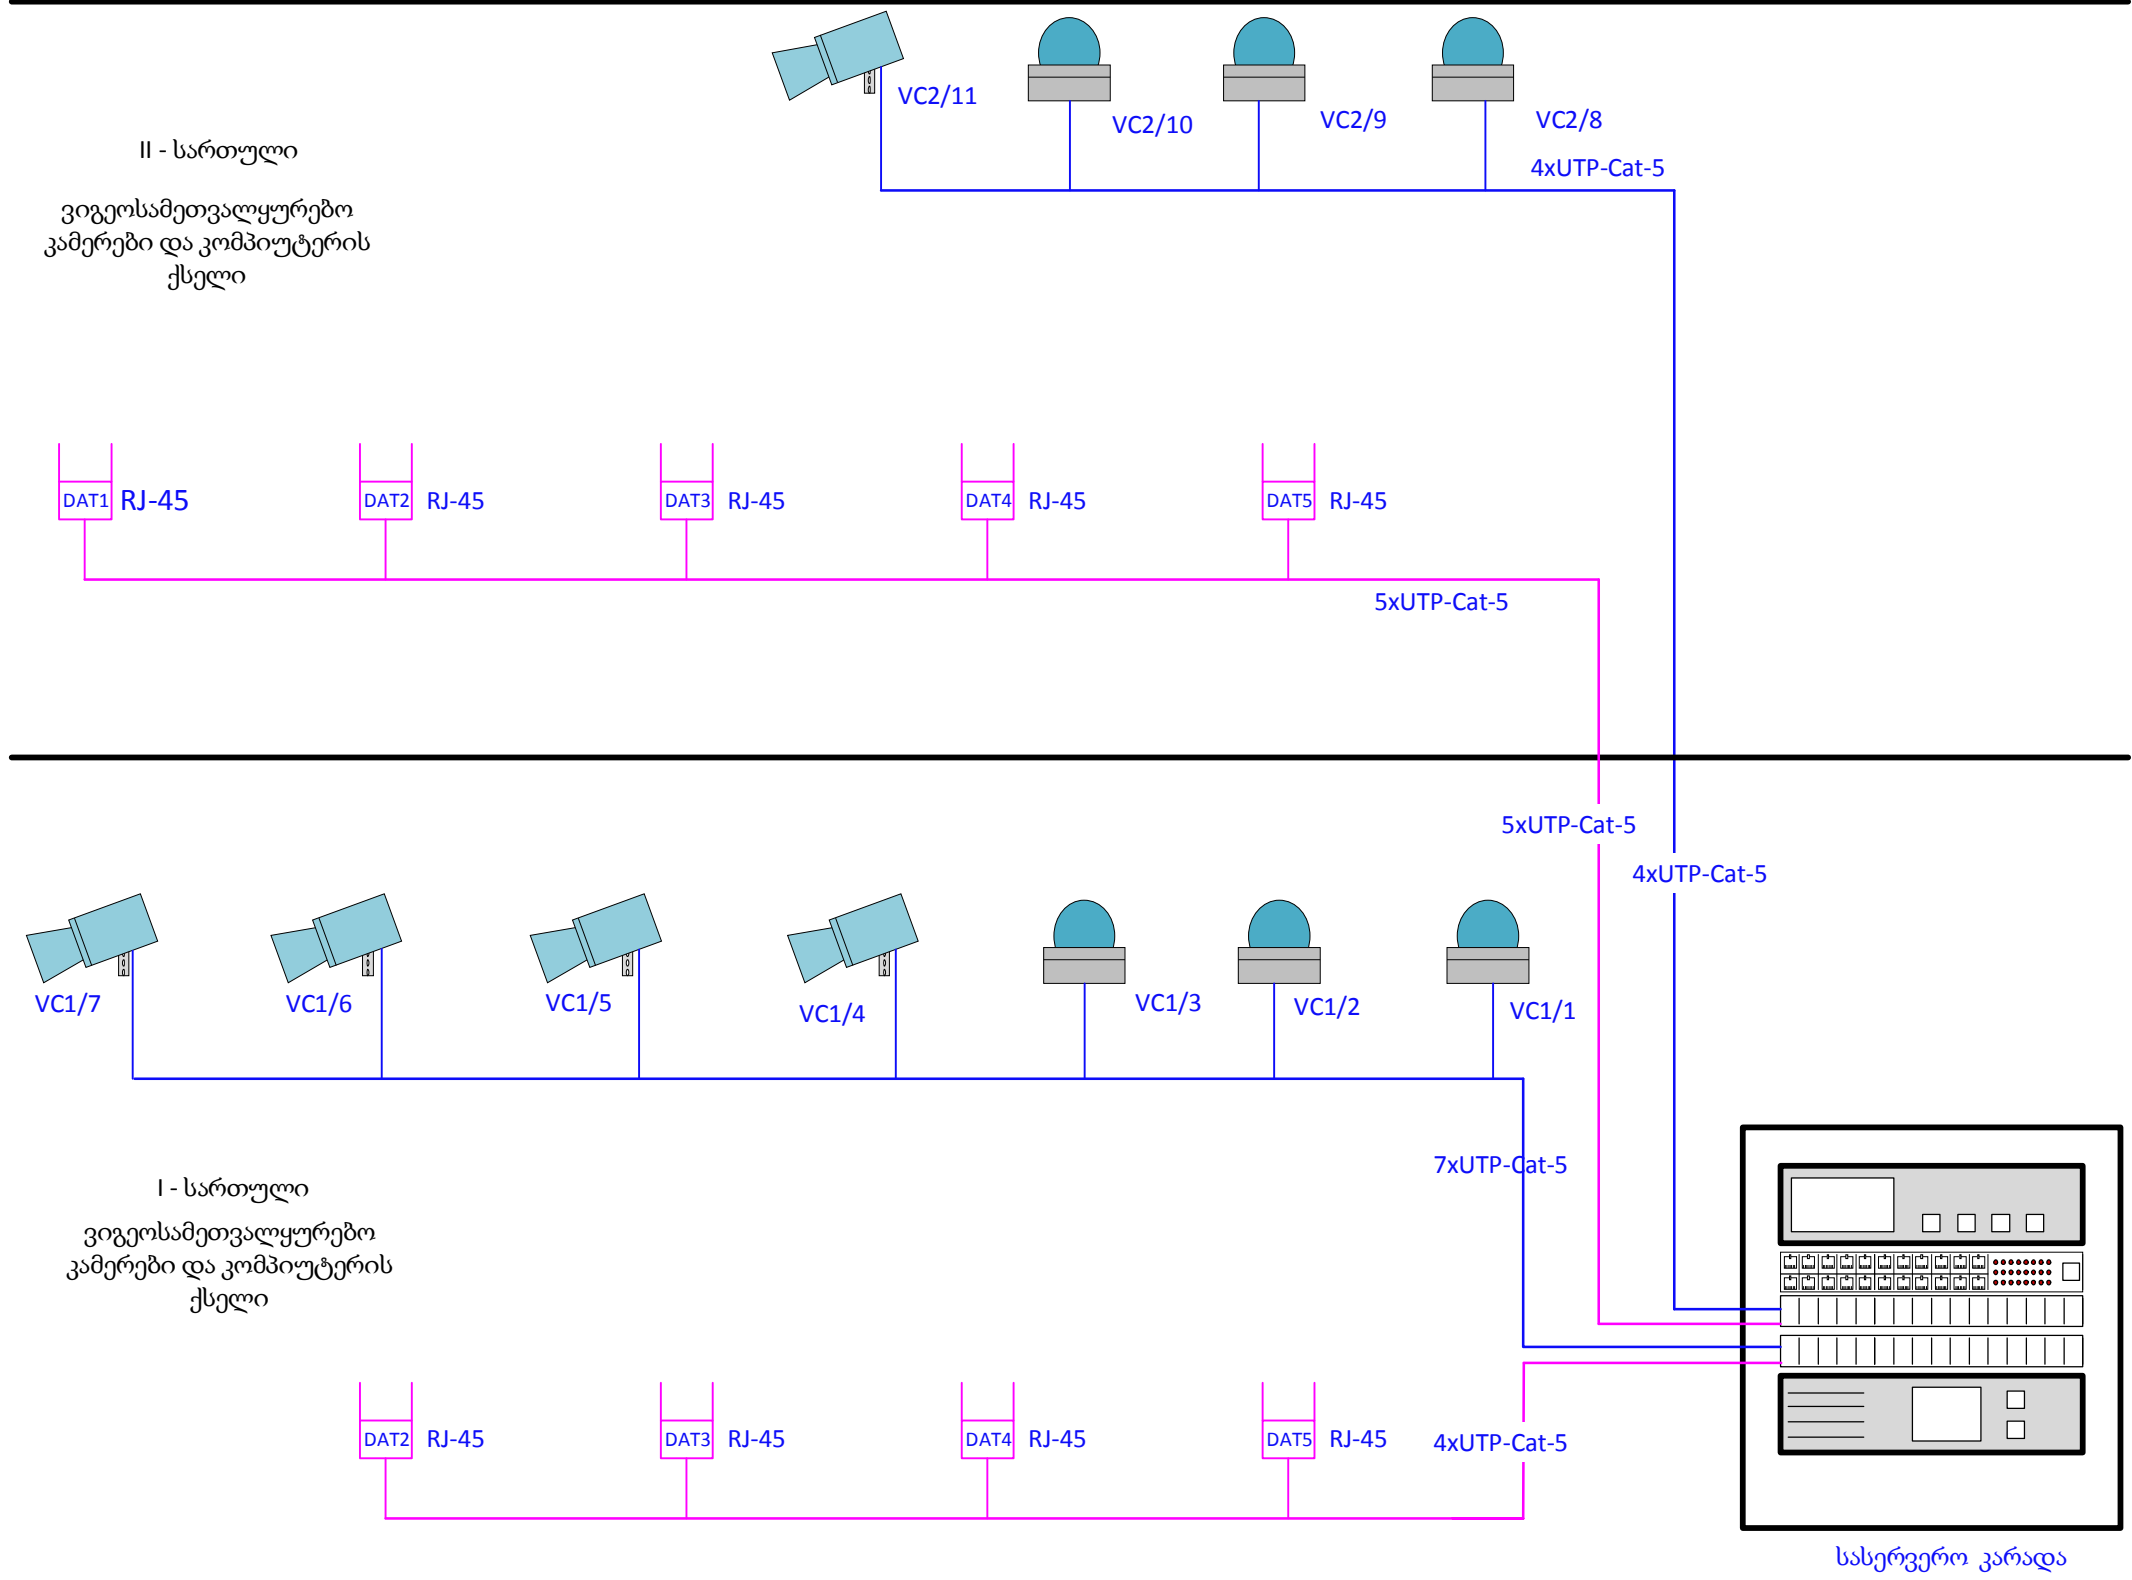 VC2/11
VC2/10
VC2/9
VC2/8
4xUTP-Cat-5
II - სართული
ვიგეოსამეთვალყურებო
კამერები და კომპიუტერის
ქსელი
DAT1 RJ-45
DAT2 RJ-45
DAT3 RJ-45
DAT4 RJ-45
DAT5 RJ-45
5xUTP-Cat-5
5xUTP-Cat-5
4xUTP-Cat-5
VC1/7
VC1/6
VC1/5
VC1/4
VC1/3
VC1/2
VC1/1
7xUTP-Cat-5
I - სართული
ვიგეოსამეთვალყურებო
კამერები და კომპიუტერის
ქსელი
DAT2 RJ-45
DAT3 RJ-45
DAT4 RJ-45
DAT5 RJ-45
4xUTP-Cat-5
სასერვერო კარადა